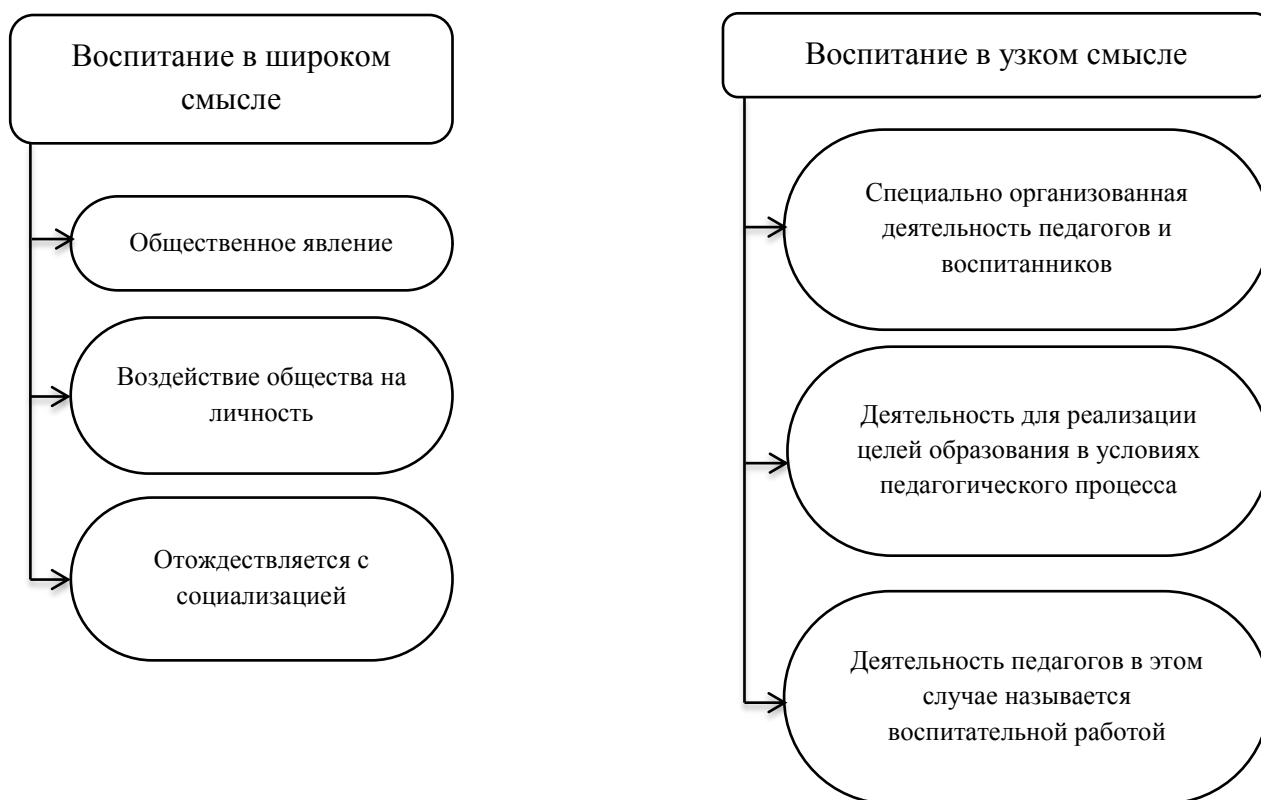 Воспитание в широком
смысле
Общественное явление
Воздействие общества на
личность
Отождествляется с
социализацией
Воспитание в узком смысле
Специально организованная
деятельность педагогов и
воспитанников
Деятельность для реализации
целей образования в условиях
педагогического процесса
Деятельность педагогов в этом
случае называется
воспитательной работой